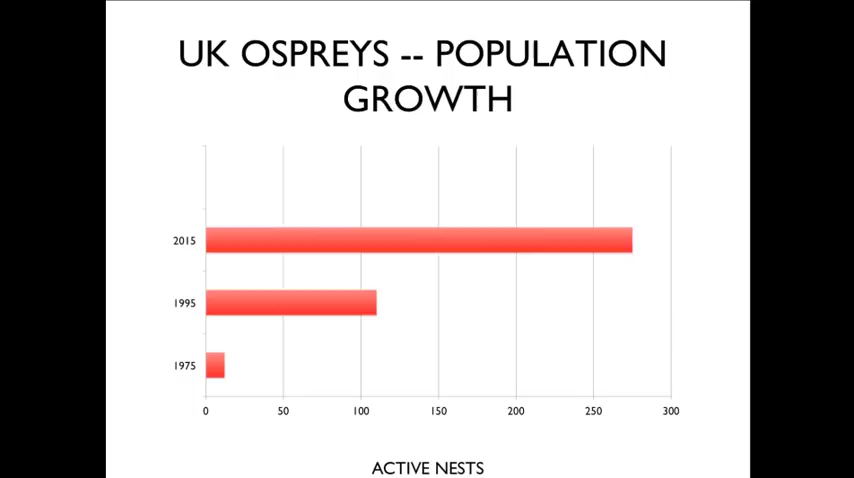 UK OSPREYS -- POPULATION
GROWTH
2015
1995
1975
0 50 100 150 200 250 300
ACTIVE NESTS